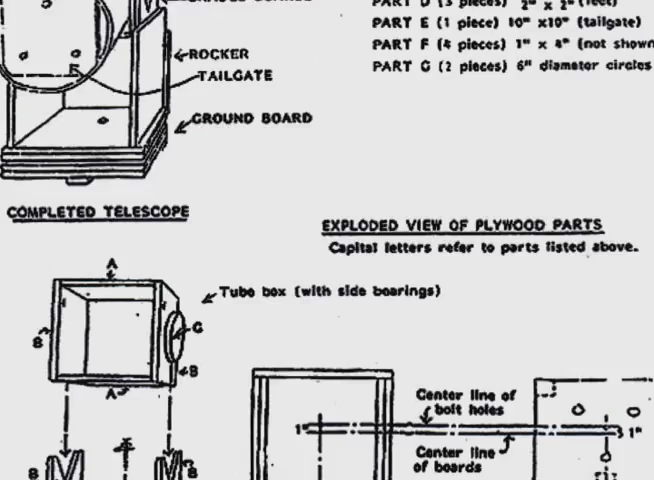 PART D (3 pieces) 2" x 2" (feet)
PART E (1 piece) 10" x10" (tailgate)
ROCKER
PART F (4 pieces) 1" x 4" (not shown
TAILGATE
PART G (2 pieces) 6" diameter circles
GROUND BOARD
COMPLETED TELESCOPE
EXPLODED VIEW OF PLYWOOD PARTS
Capital letters refer to parts listed above.
A
Tube box (with side bearings)
G
B
B
A
Center line of
bolt holes
1"
1"
Center line
of boards
B
B